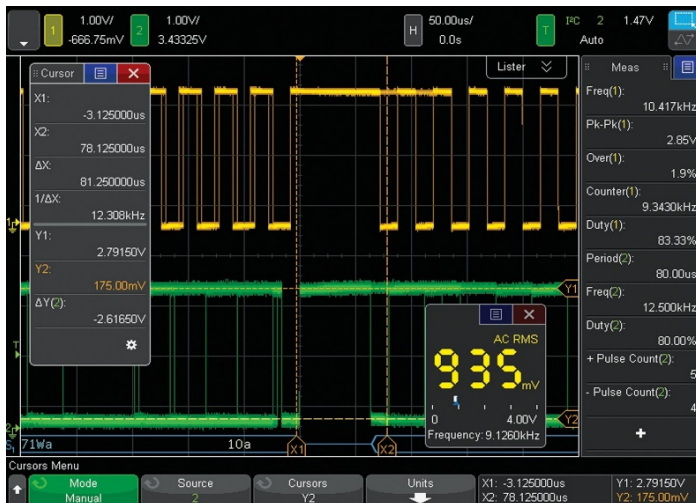 1 1.00V/ -666.75mV 2 1.00V/ 3.43325V H 50.00us/ 0.0s T I²C 2 1.47V Auto
Lister
Cursor
X1:
-3.125000us
X2:
78.125000us
ΔX:
81.250000us
1/ΔX:
12.308kHz
Y1:
2.79150V
Y2:
175.00mV
ΔY(2):
-2.61650V
Meas
Freq(1):
10.417kHz
Pk-Pk(1):
2.85V
Over(1):
1.9%
Counter(1):
9.3430kHz
Duty(1):
83.33%
Period(2):
80.00us
Freq(2):
12.500kHz
Duty(2):
80.00%
+ Pulse Count(2):
5
- Pulse Count(2):
4
+
1
T
2
Y1
Y2
AC RMS
935 mV
0 4.00V
Frequency: 9.1260kHz
S₁ 71Wa 10a
X1 X2
Cursors Menu
Mode
Manual
Source
2
Cursors
Y2
Units
X1: -3.125000us
X2: 78.125000us
Y1: 2.79150V
Y2: 175.00mV